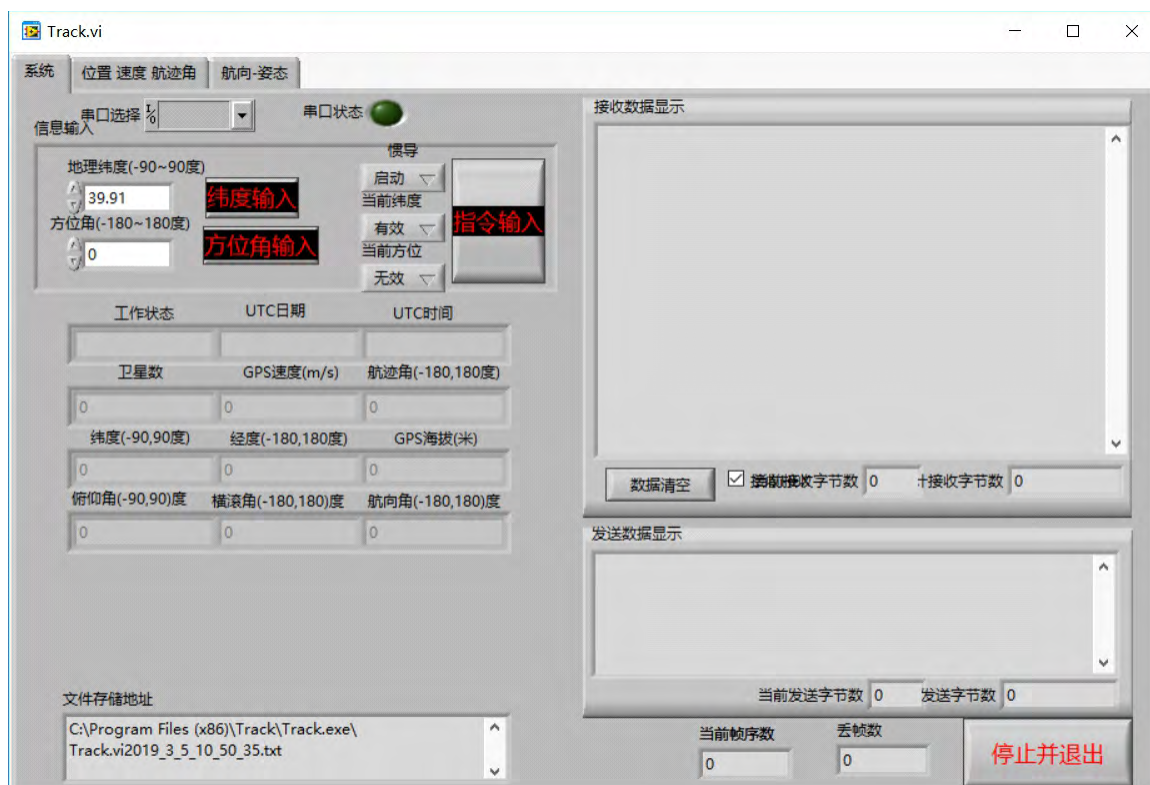 Track.vi
系统 位置 速度 航迹角 航向-姿态
串口选择 串口状态
信息输入
惯导
地理纬度(-90~90度)
39.91
纬度输入
启动
当前纬度
方位角(-180~180度)
0
方位角输入
有效
当前方位
无效
指令输入
工作状态 UTC日期 UTC时间
卫星数 GPS速度(m/s) 航迹角(-180,180度)
0 0 0
纬度(-90,90度) 经度(-180,180度) GPS海拔(米)
0 0 0
俯仰角(-90,90)度 横滚角(-180,180)度 航向角(-180,180)度
0 0 0
文件存储地址
C:\Program Files (x86)\Track\Track.exe\
Track.vi2019_3_5_10_50_35.txt
接收数据显示
数据清空 接收字节数 0 计接收字节数 0
发送数据显示
当前发送字节数 0 发送字节数 0
当前帧序数 丢帧数
0 0
停止并退出